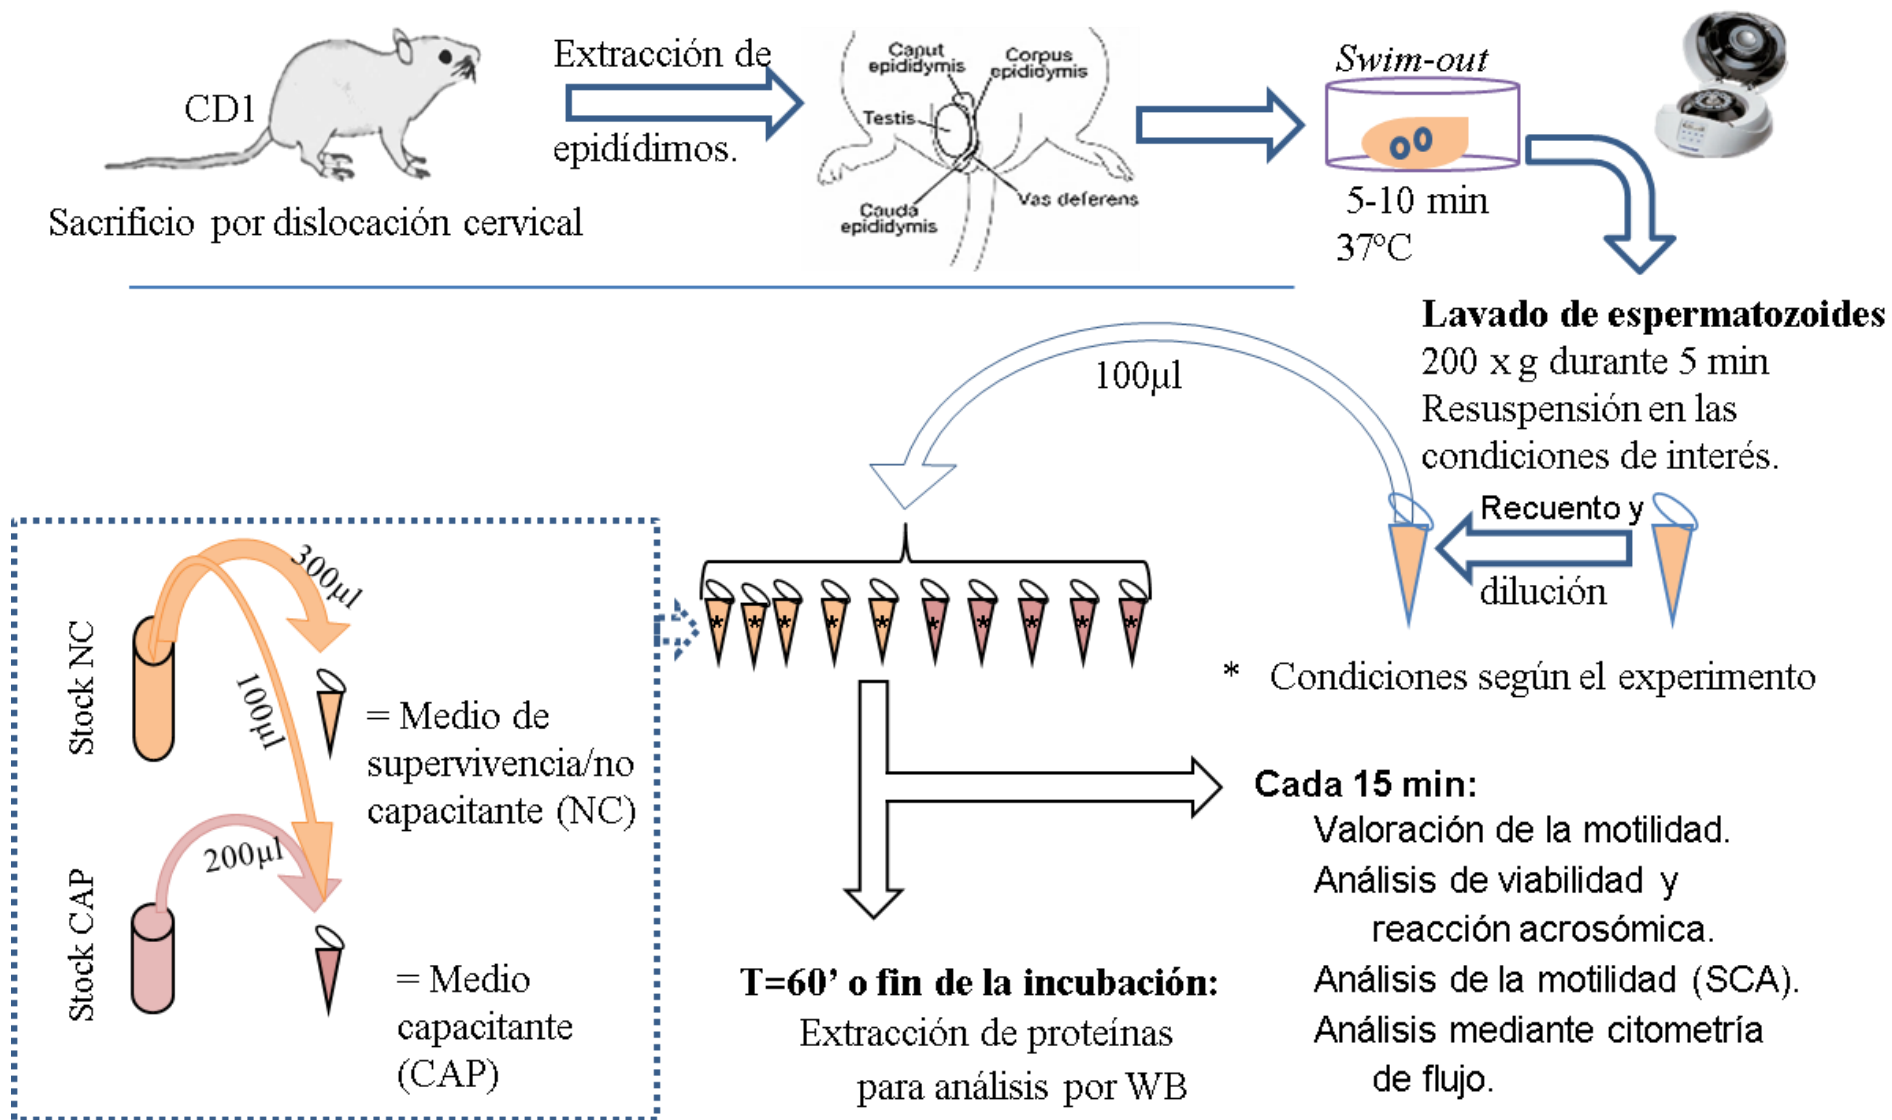 CD1
Sacrificio por dislocación cervical
Extracción de
epidídimos.
Caput
epididymis
Corpus
epididymis
Testis
Cauda
epididymis
Vas deferens
Swim-out
5-10 min
37ºC
Lavado de espermatozoides
200 x g durante 5 min
Resuspensión en las
condiciones de interés.
Recuento y
dilución
100µl
* * * * * * * * * *
* Condiciones según el experimento
Stock NC
300µl
100µl
= Medio de
supervivencia/no
capacitante (NC)
Stock CAP
200µl
= Medio
capacitante
(CAP)
T=60’ o fin de la incubación:
Extracción de proteínas
para análisis por WB
Cada 15 min:
Valoración de la motilidad.
Análisis de viabilidad y
reacción acrosómica.
Análisis de la motilidad (SCA).
Análisis mediante citometría
de flujo.